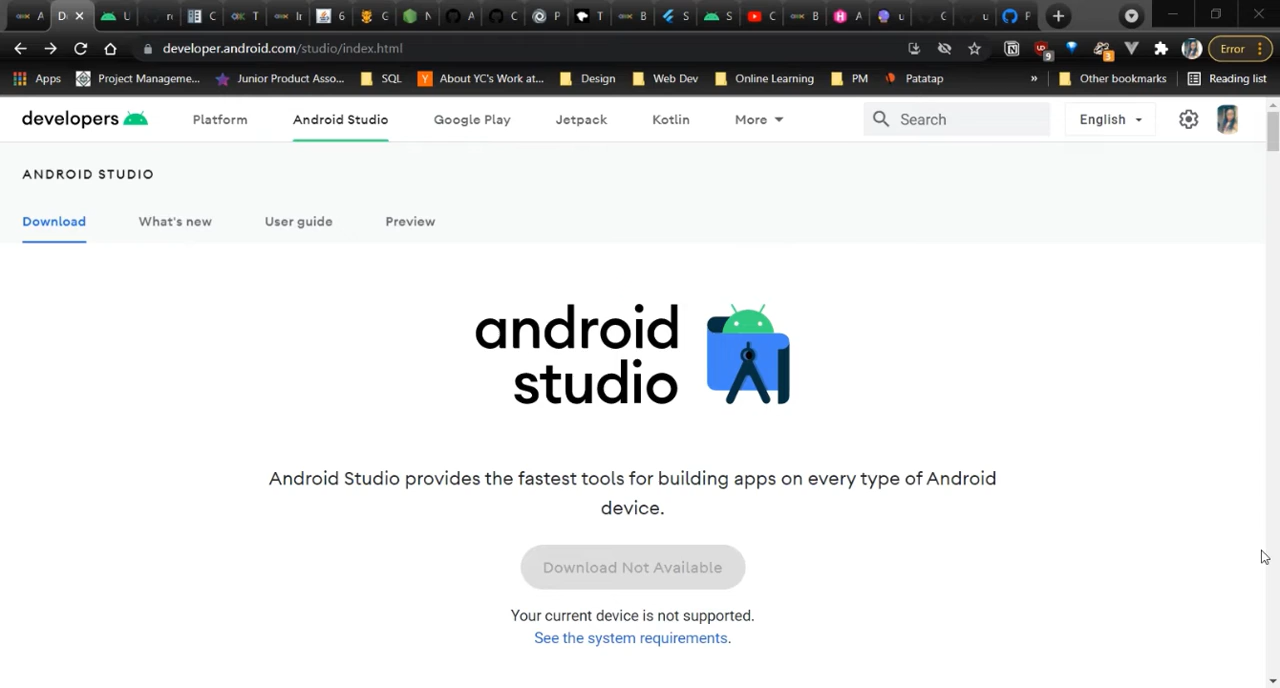 developer.android.com/studio/index.html
9
3
Error
Apps
Project Manageme...
Junior Product Asso...
SQL
About YC's Work at...
Design
Web Dev
Online Learning
PM
Patatap
»
Other bookmarks
Reading list
developers
Platform
Android Studio
Google Play
Jetpack
Kotlin
More
Search
English
ANDROID STUDIO
Download
What's new
User guide
Preview
android
studio
Android Studio provides the fastest tools for building apps on every type of Android
device.
Download Not Available
Your current device is not supported.
See the system requirements.